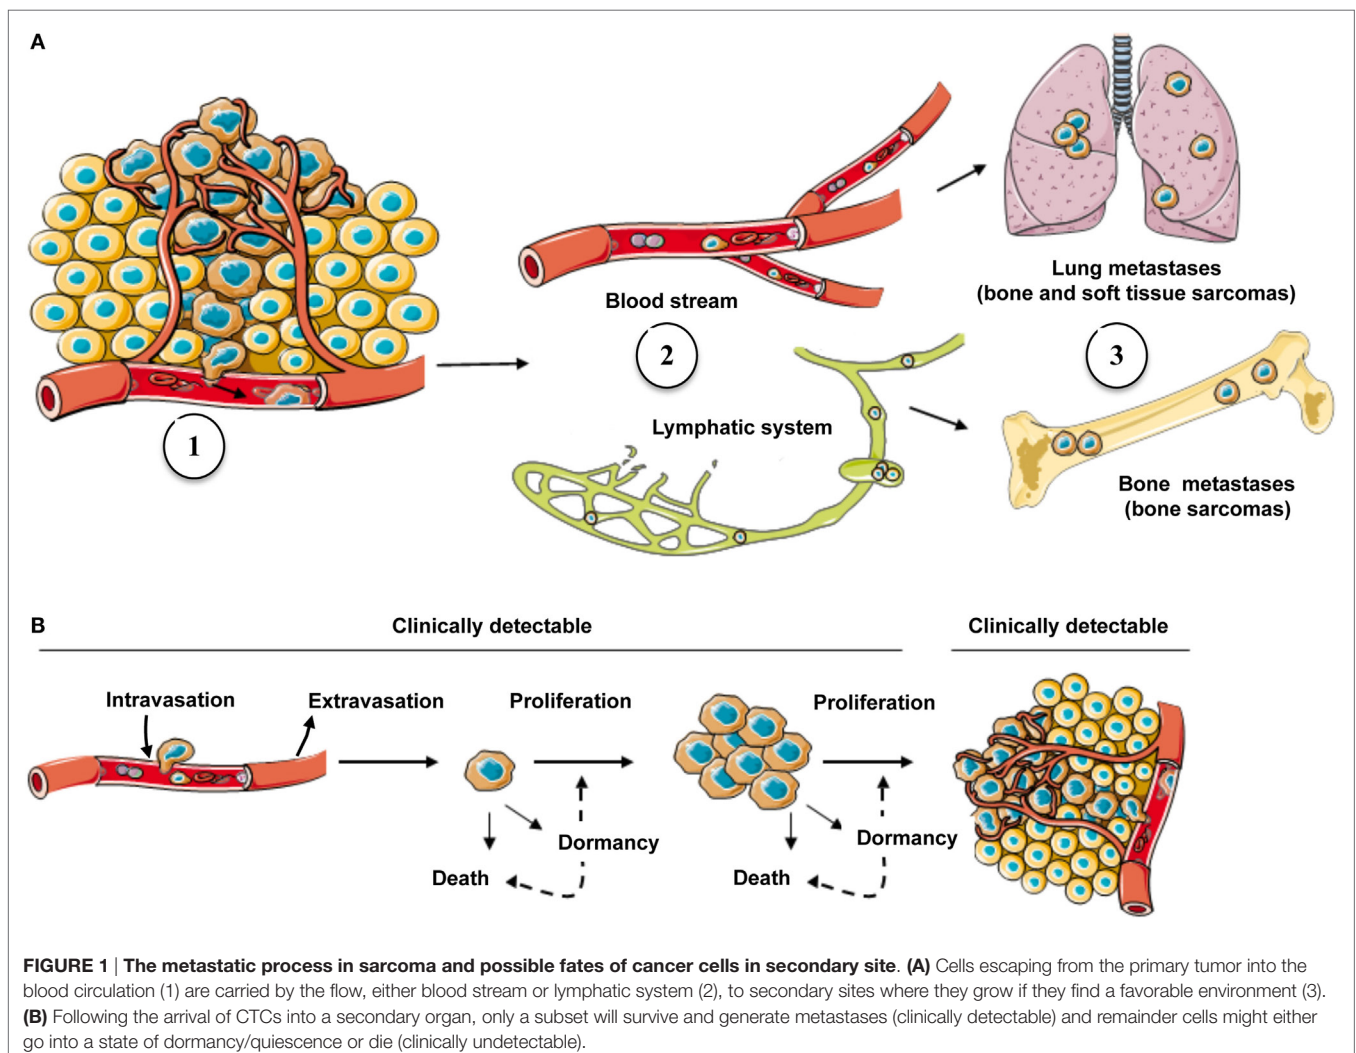 A
Blood stream
Lung metastases
(bone and soft tissue sarcomas)
1
2
3
Lymphatic system
Bone metastases
(bone sarcomas)
B
Clinically detectable
Clinically detectable
Intravasation
Extravasation
Proliferation
Proliferation
Dormancy
Death
Dormancy
Death
FIGURE 1 | The metastatic process in sarcoma and possible fates of cancer cells in secondary site. (A) Cells escaping from the primary tumor into the
blood circulation (1) are carried by the flow, either blood stream or lymphatic system (2), to secondary sites where they grow if they find a favorable environment (3).
(B) Following the arrival of CTCs into a secondary organ, only a subset will survive and generate metastases (clinically detectable) and remainder cells might either
go into a state of dormancy/quiescence or die (clinically undetectable).